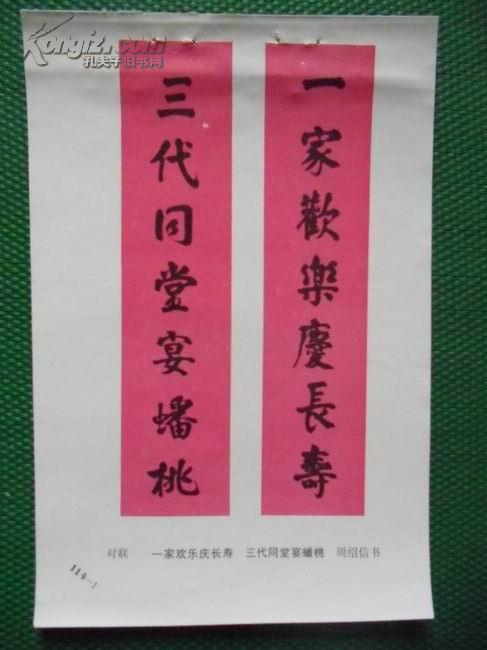 Kongfz.com
孔夫子旧书网
一家歡樂慶長壽
三代同堂宴蟠桃
对联 一家欢乐庆长寿 三代同堂宴蟠桃 周绍信书
114-1